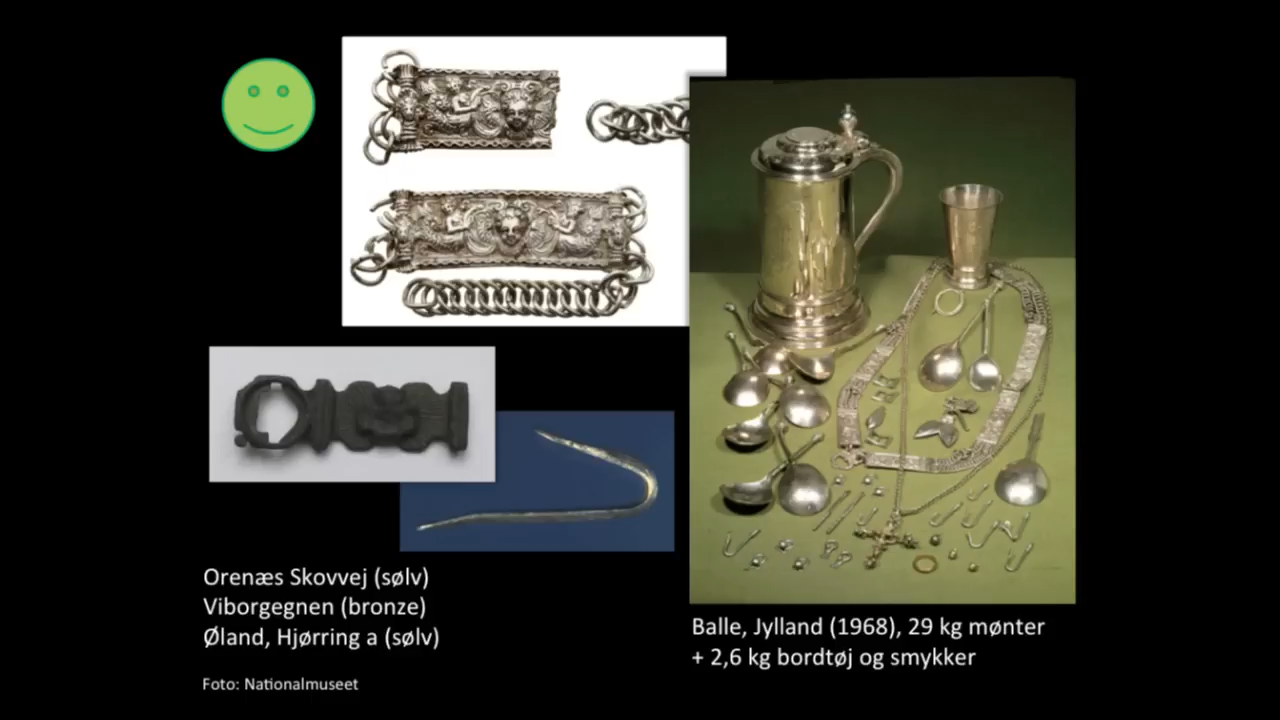 Orenæs Skovvej (sølv)
Viborgegnen (bronze)
Øland, Hjørring a (sølv)
Foto: Nationalmuseet
Balle, Jylland (1968), 29 kg mønter
+ 2,6 kg bordtøj og smykker